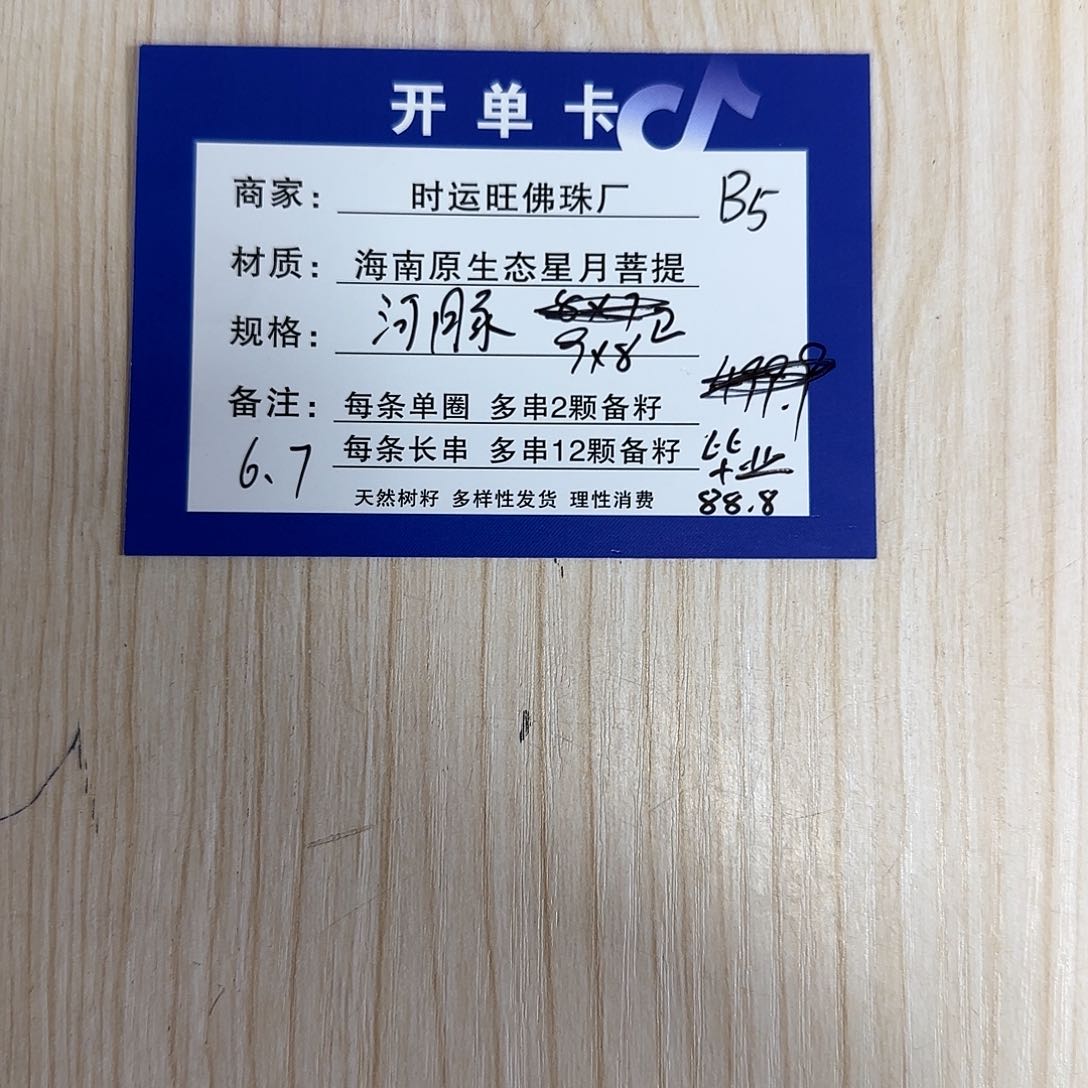 开单卡
商家： 时运旺佛珠厂 B5
材质： 海南原生态星月菩提
规格： 河豚 9x8
备注： 每条单圈 多串2颗备籽
每条长串 多串12颗备籽
6.7
毕业
88.8
天然树籽 多样性发货 理性消费